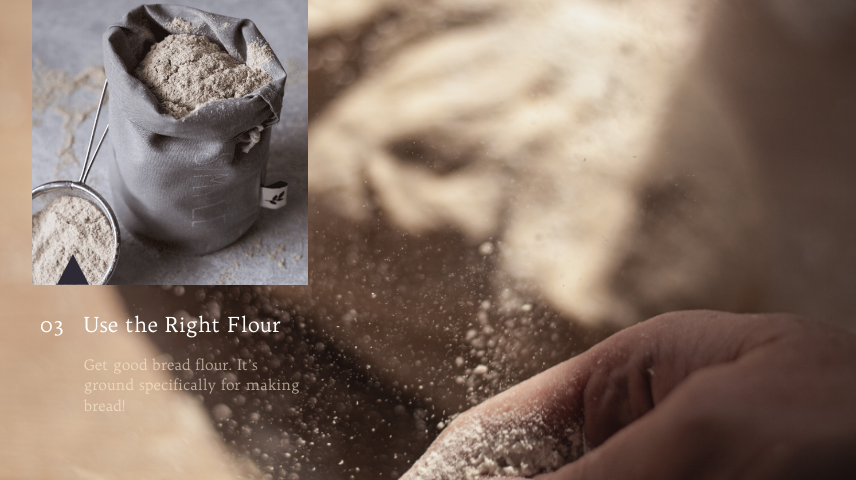 03 Use the Right Flour
Get good bread flour. It's
ground specifically for making
bread!